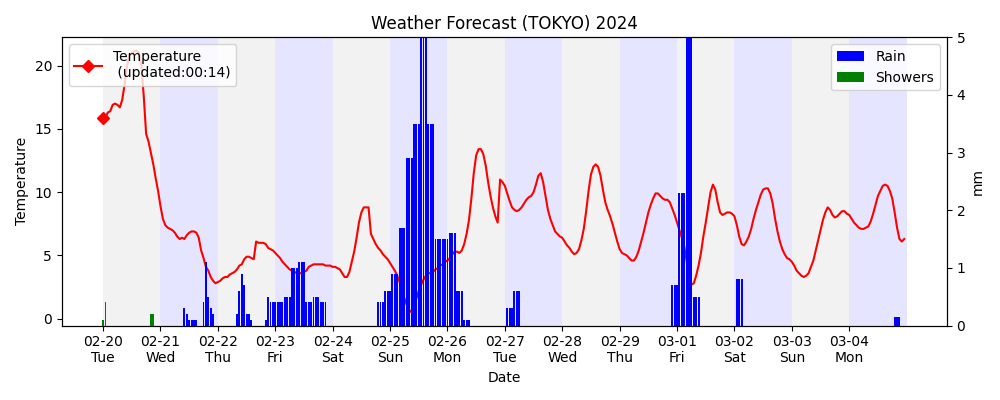 Weather Forecast (TOKYO) 2024
Temperature
(updated:00:14)
Rain
Showers
Temperature
20
15
10
5
0
5
4
3
2
1
0
mm
02-20 02-21 02-22 02-23 02-24 02-25 02-26 02-27 02-28 02-29 03-01 03-02 03-03 03-04
Tue Wed Thu Fri Sat Sun Mon Tue Wed Thu Fri Sat Sun Mon
Date